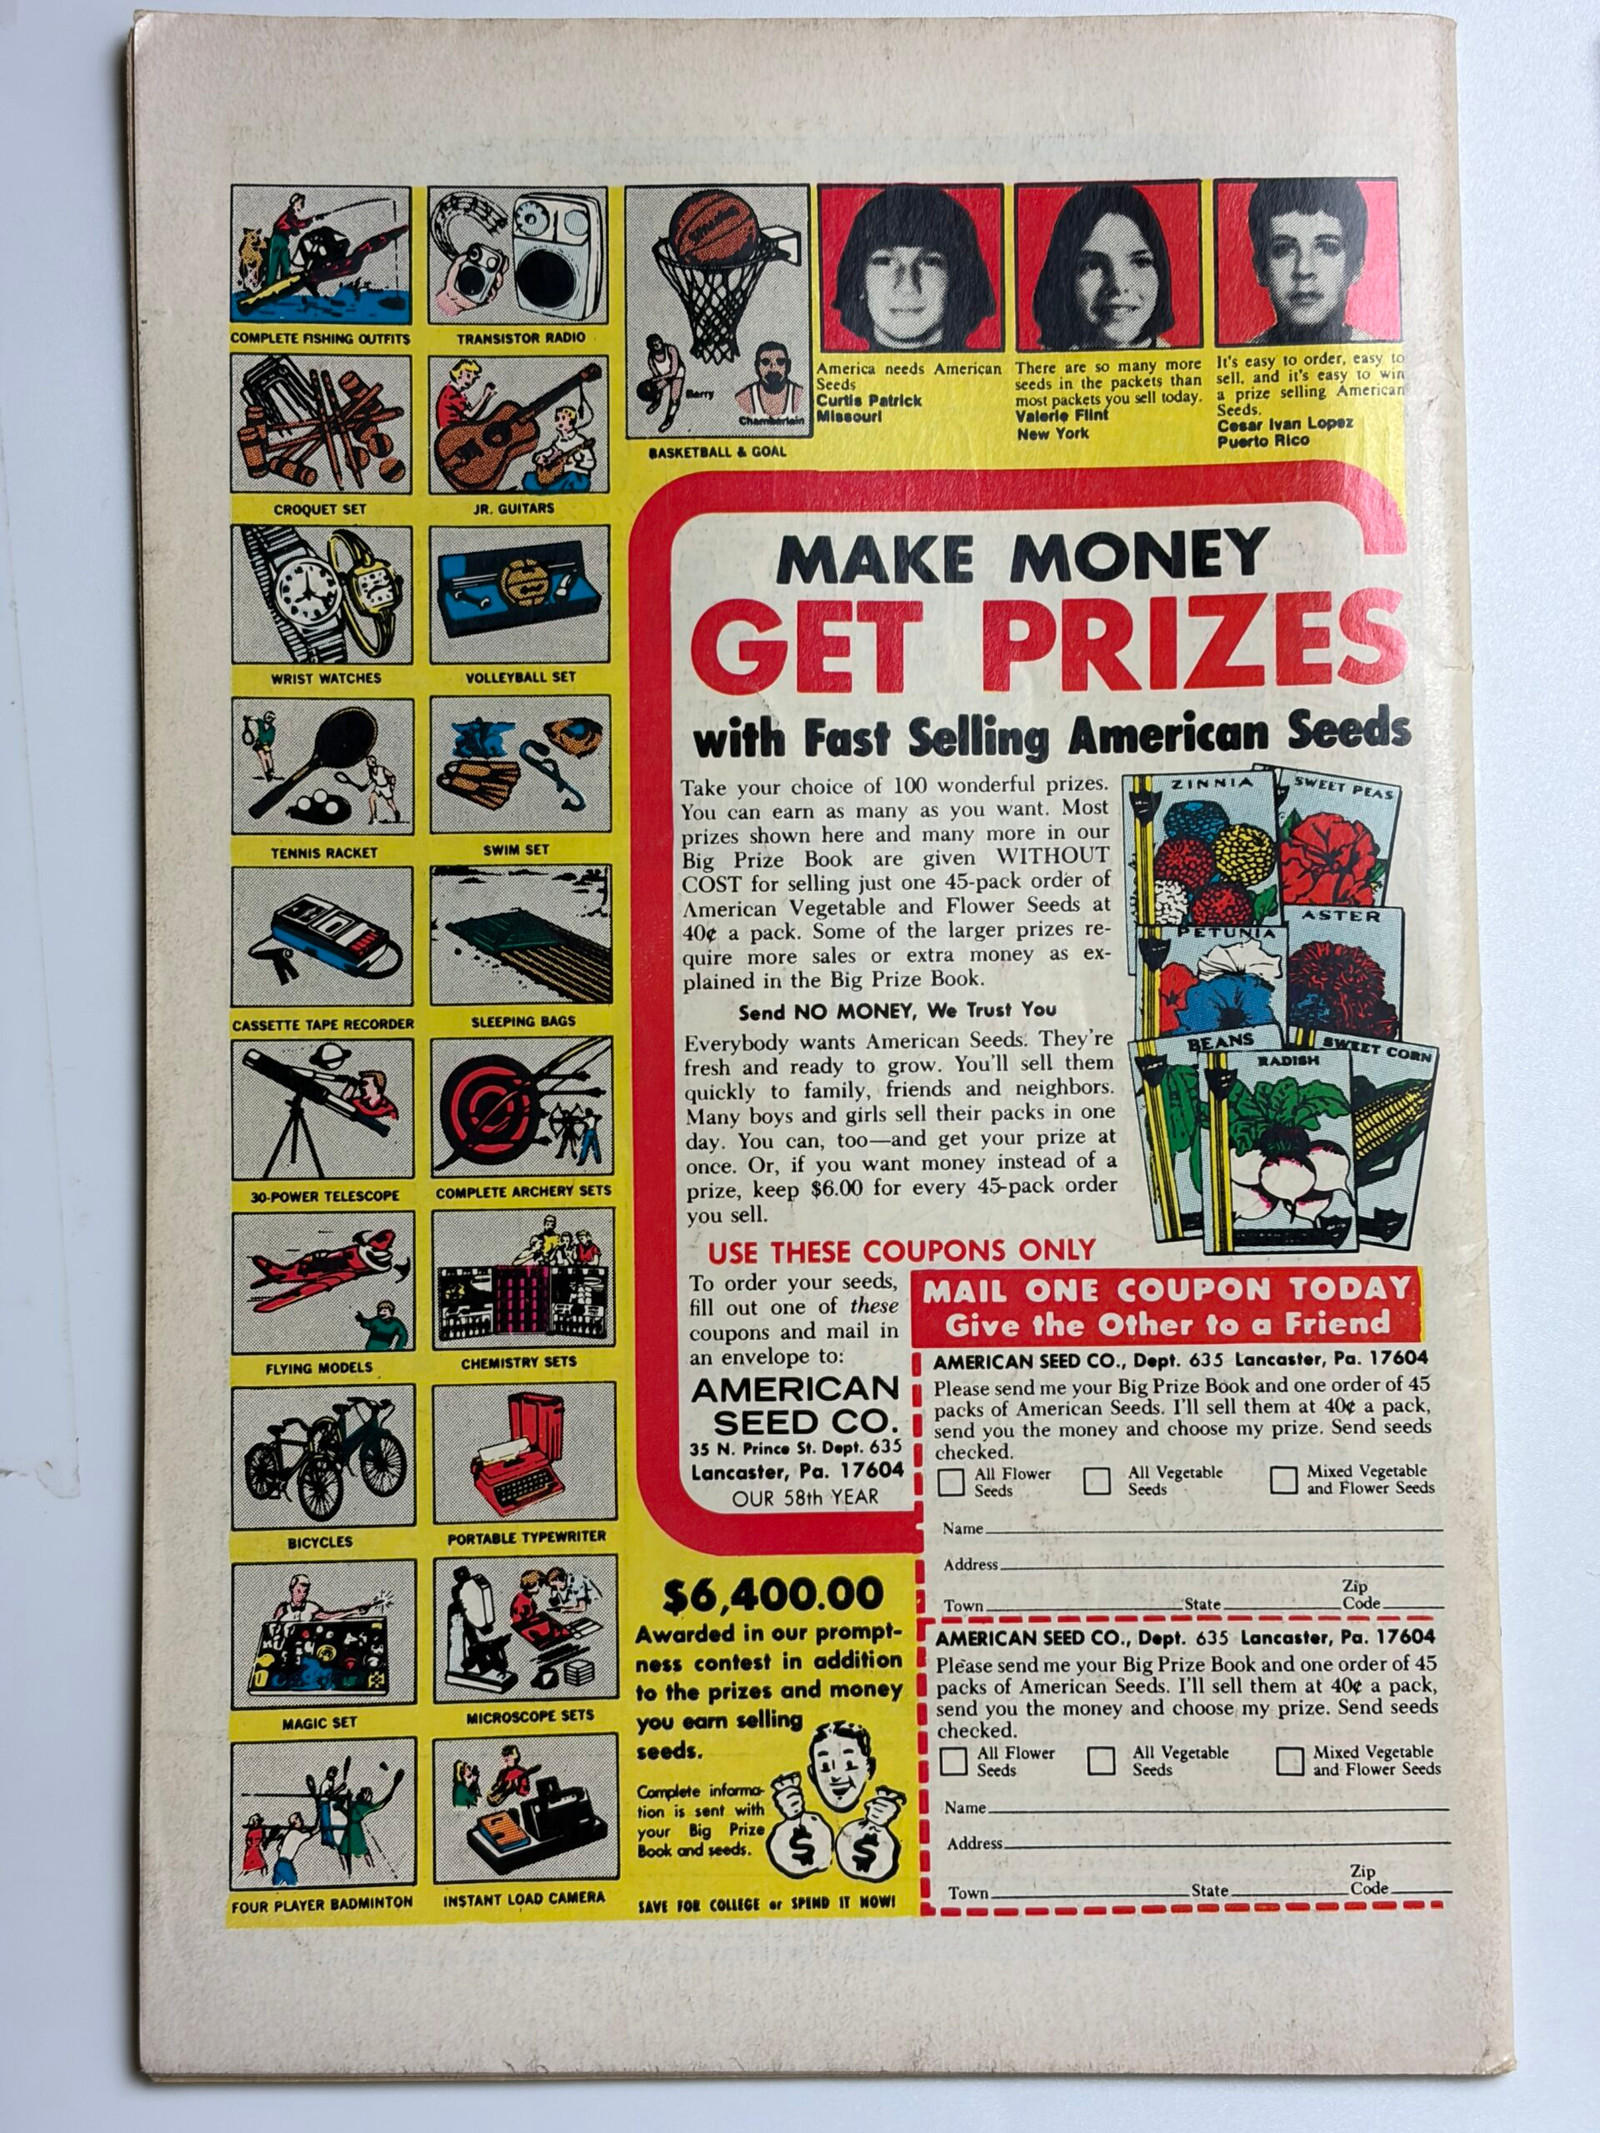 COMPLETE FISHING OUTFITS
TRANSISTOR RADIO
CROQUET SET
JR. GUITARS
WRIST WATCHES
VOLLEYBALL SET
TENNIS RACKET
SWIM SET
CASSETTE TAPE RECORDER
SLEEPING BAGS
30-POWER TELESCOPE
COMPLETE ARCHERY SETS
FLYING MODELS
CHEMISTRY SETS
BICYCLES
PORTABLE TYPEWRITER
MAGIC SET
MICROSCOPE SETS
FOUR PLAYER BADMINTON
INSTANT LOAD CAMERA
Barry
Chamberlain
BASKETBALL & GOAL
America needs American
Seeds
Curtis Patrick
Missouri
There are so many more
seeds in the packets than
most packets you sell today.
Valerie Flint
New York
It's easy to order, easy to
sell, and it's easy to win
a prize selling American
Seeds.
Cesar Ivan Lopez
Puerto Rico
MAKE MONEY
GET PRIZES
with Fast Selling American Seeds
Take your choice of 100 wonderful prizes.
You can earn as many as you want. Most
prizes shown here and many more in our
Big Prize Book are given WITHOUT
COST for selling just one 45-pack order of
American Vegetable and Flower Seeds at
40¢ a pack. Some of the larger prizes re-
quire more sales or extra money as ex-
plained in the Big Prize Book.
Send NO MONEY, We Trust You
Everybody wants American Seeds. They're
fresh and ready to grow. You'll sell them
quickly to family, friends and neighbors.
Many boys and girls sell their packs in one
day. You can, too—and get your prize at
once. Or, if you want money instead of a
prize, keep $6.00 for every 45-pack order
you sell.
ZINNIA
SWEET PEAS
ASTER
PETUNIA
BEANS
SWEET CORN
RADISH
USE THESE COUPONS ONLY
To order your seeds,
fill out one of these
coupons and mail in
an envelope to:
AMERICAN
SEED CO.
35 N. Prince St. Dept. 635
Lancaster, Pa. 17604
OUR 58th YEAR
MAIL ONE COUPON TODAY
Give the Other to a Friend
AMERICAN SEED CO., Dept. 635 Lancaster, Pa. 17604
Please send me your Big Prize Book and one order of 45
packs of American Seeds. I'll sell them at 40¢ a pack,
send you the money and choose my prize. Send seeds
checked.
All Flower
Seeds
All Vegetable
Seeds
Mixed Vegetable
and Flower Seeds
Name
Address
Town State Zip Code
AMERICAN SEED CO., Dept. 635 Lancaster, Pa. 17604
Please send me your Big Prize Book and one order of 45
packs of American Seeds. I'll sell them at 40¢ a pack,
send you the money and choose my prize. Send seeds
checked.
All Flower
Seeds
All Vegetable
Seeds
Mixed Vegetable
and Flower Seeds
Name
Address
Town State Zip Code
$6,400.00
Awarded in our prompt-
ness contest in addition
to the prizes and money
you earn selling
seeds.
Complete informa-
tion is sent with
your Big Prize
Book and seeds.
$ $
SAVE FOR COLLEGE or SPEND IT NOW!